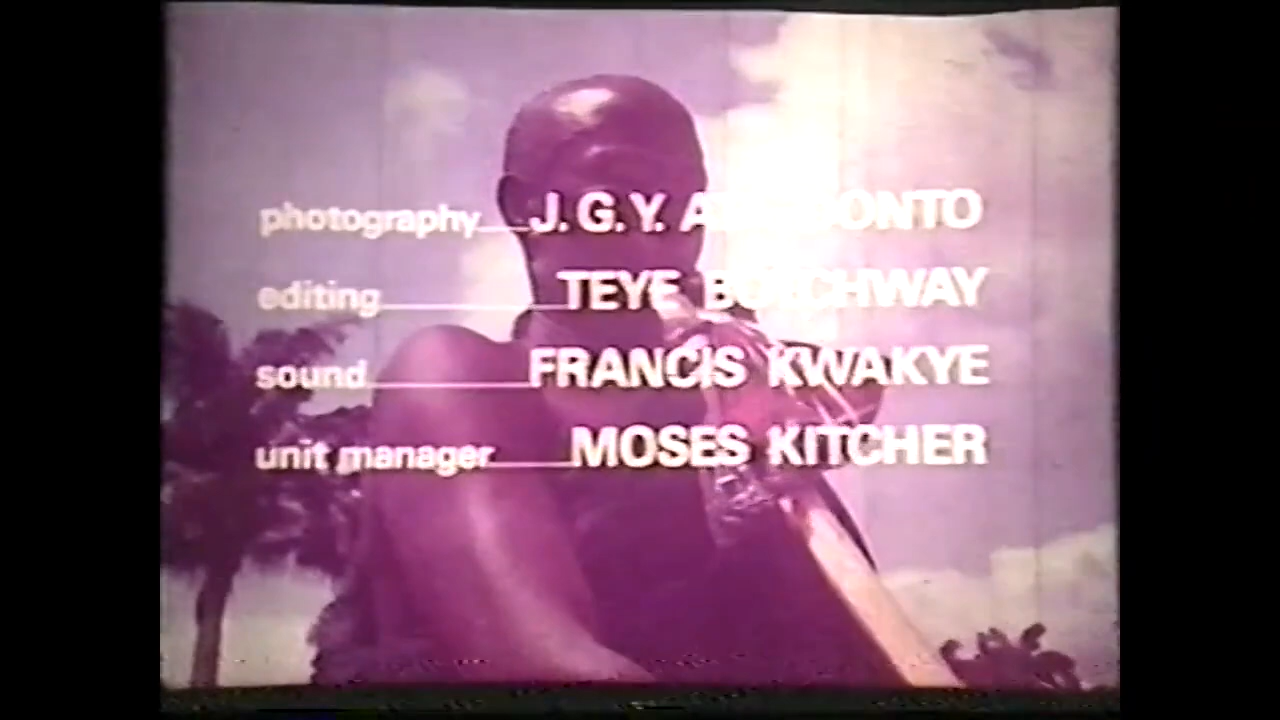 photography J. G. Y.
editing TEYE
sound FRANCIS KWAKYE
unit manager MOSES KITCHER